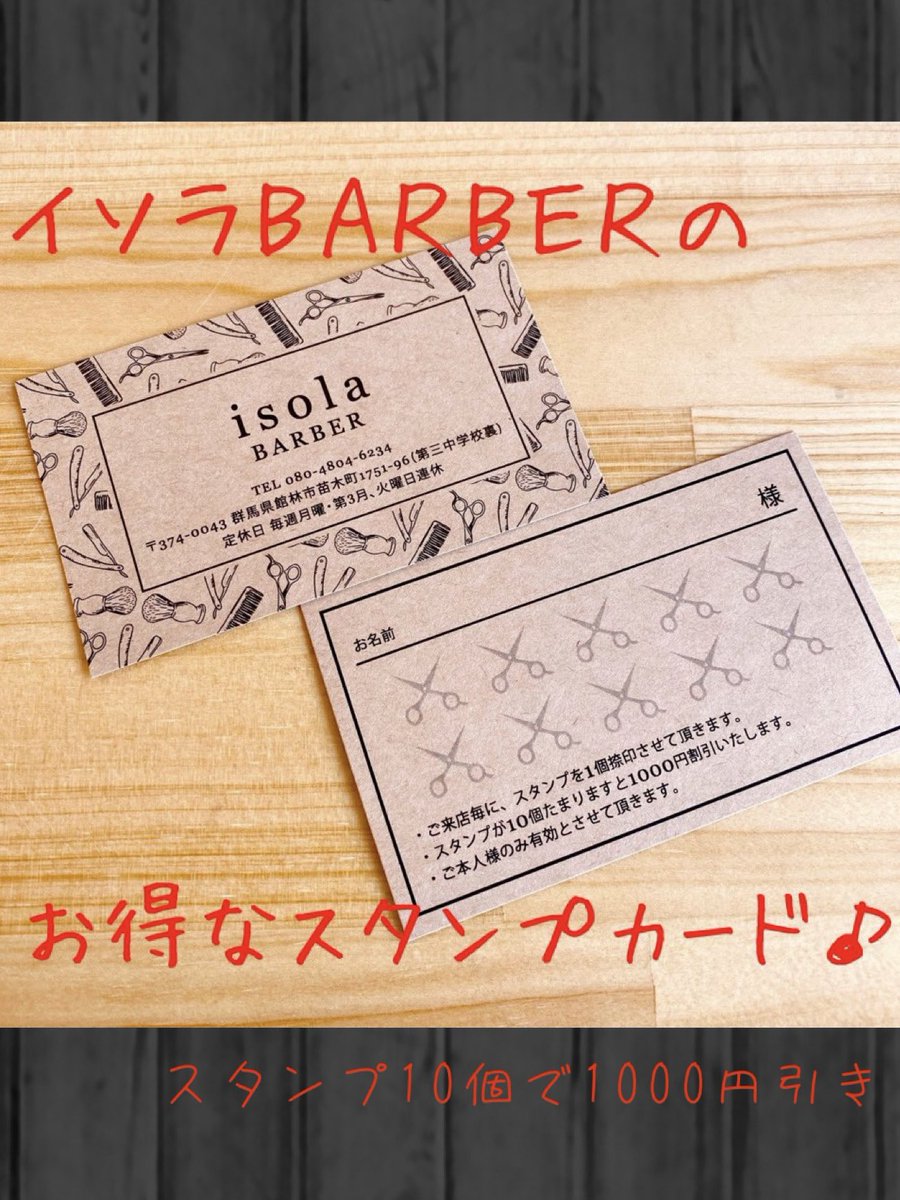 イソラBARBERの
isola
BARBER
TEL 080-4804-6234
〒374-0043 群馬県館林市苗木町1751-96(第三中学校裏)
定休日 毎週月曜・第3月、火曜日連休
様
お名前
・ご来店毎に、スタンプを1個捺印させて頂きます。
・スタンプが10個たまりますと1000円割引いたします。
・ご本人様のみ有効とさせて頂きます。
お得なスタンプカード♪
スタンプ10個で1000円引き